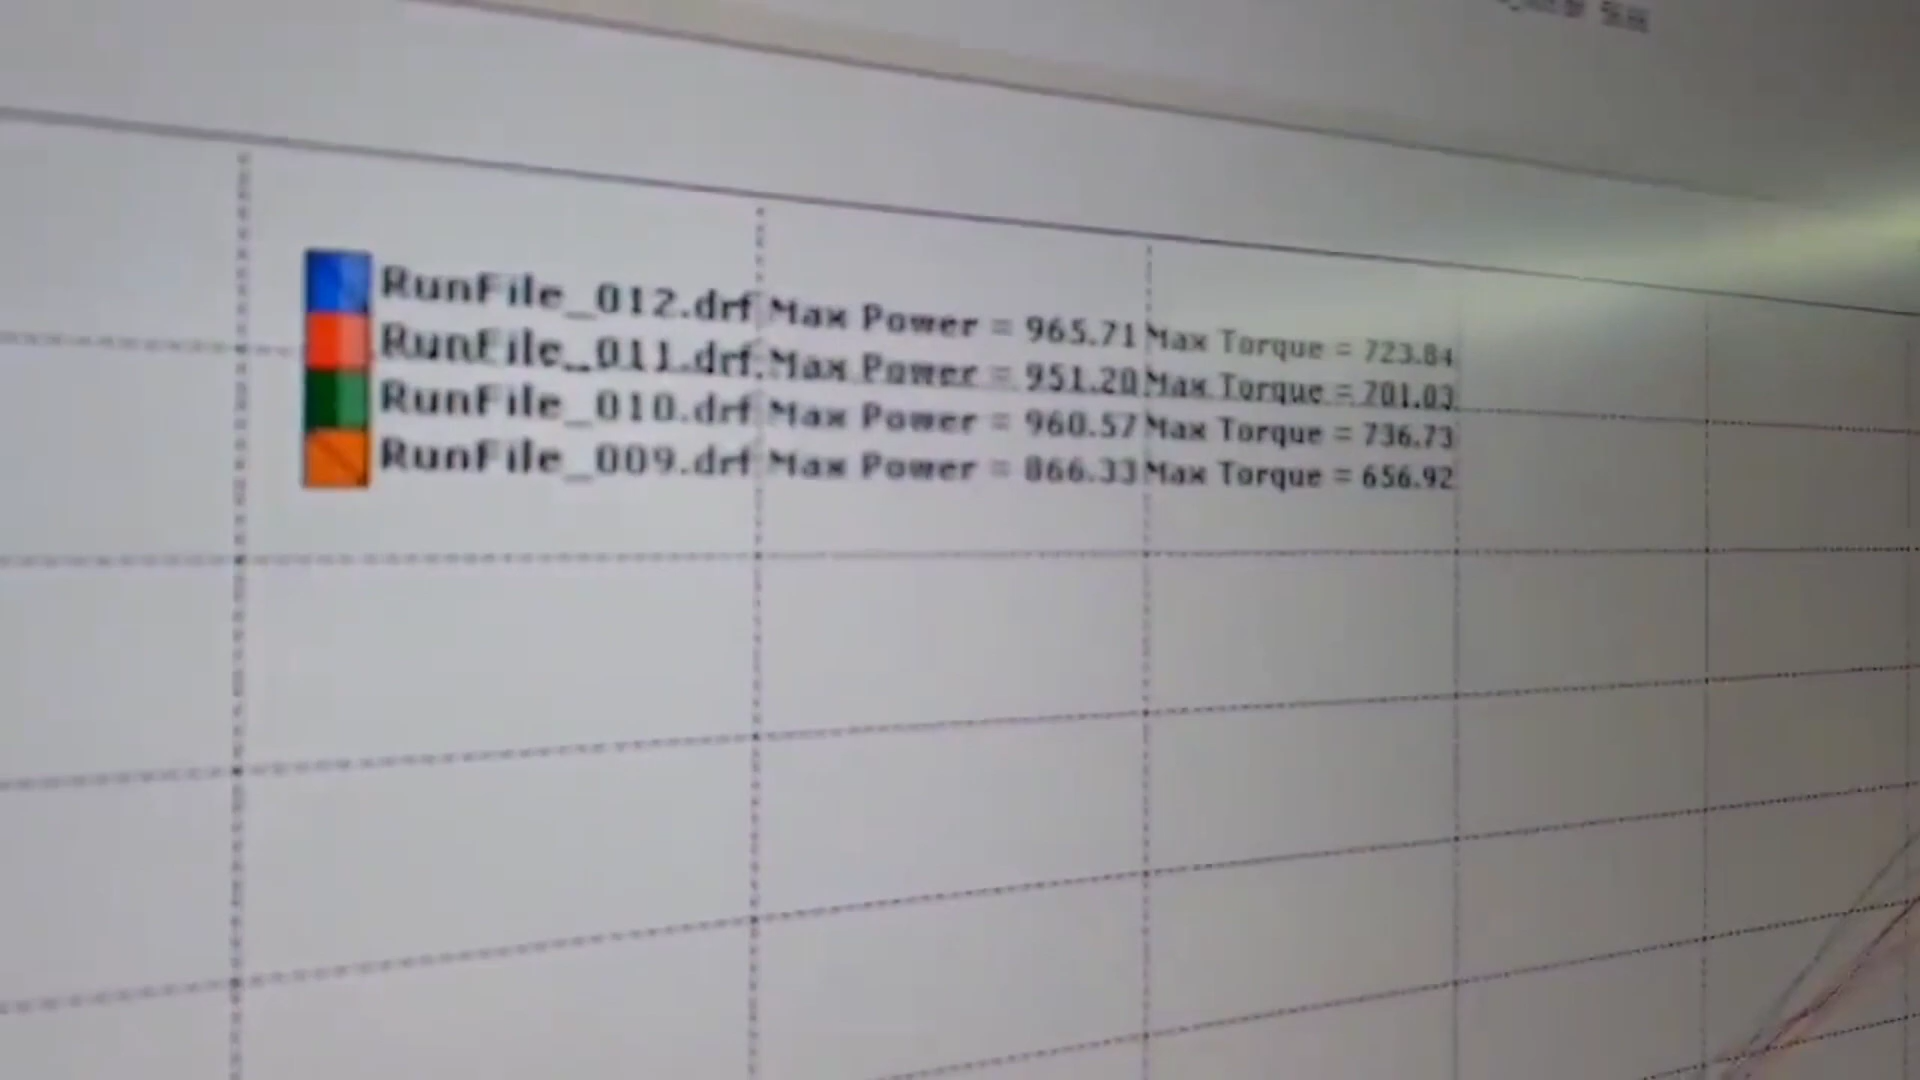 RunFile_012.drf Max Power = 965.71 Max Torque = 723.84
RunFile_011.drf Max Power = 951.20 Max Torque = 701.03
RunFile_010.drf Max Power = 960.57 Max Torque = 736.73
RunFile_009.drf Max Power = 866.33 Max Torque = 656.92